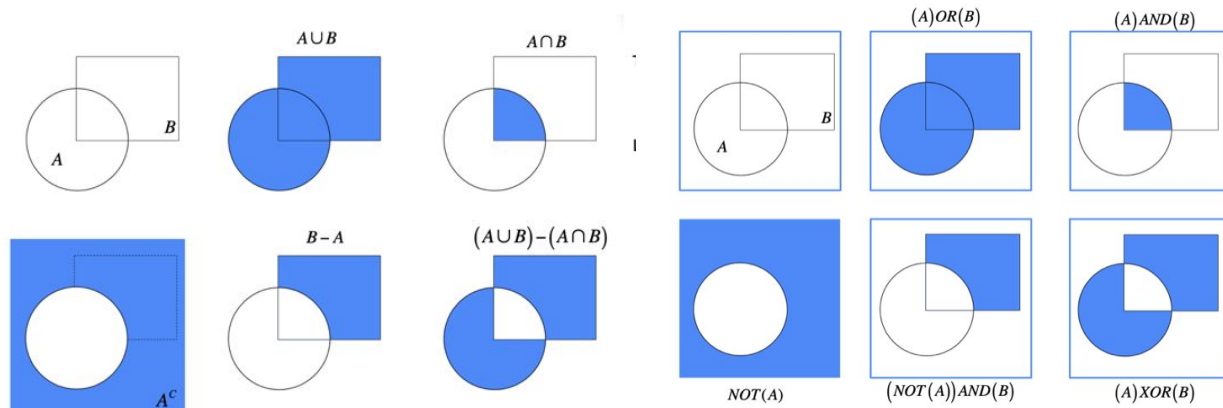 A
B
A∪B
A∩B
A^C
B−A
(A∪B)−(A∩B)
A
B
(A)OR(B)
(A)AND(B)
NOT(A)
(NOT(A))AND(B)
(A)XOR(B)